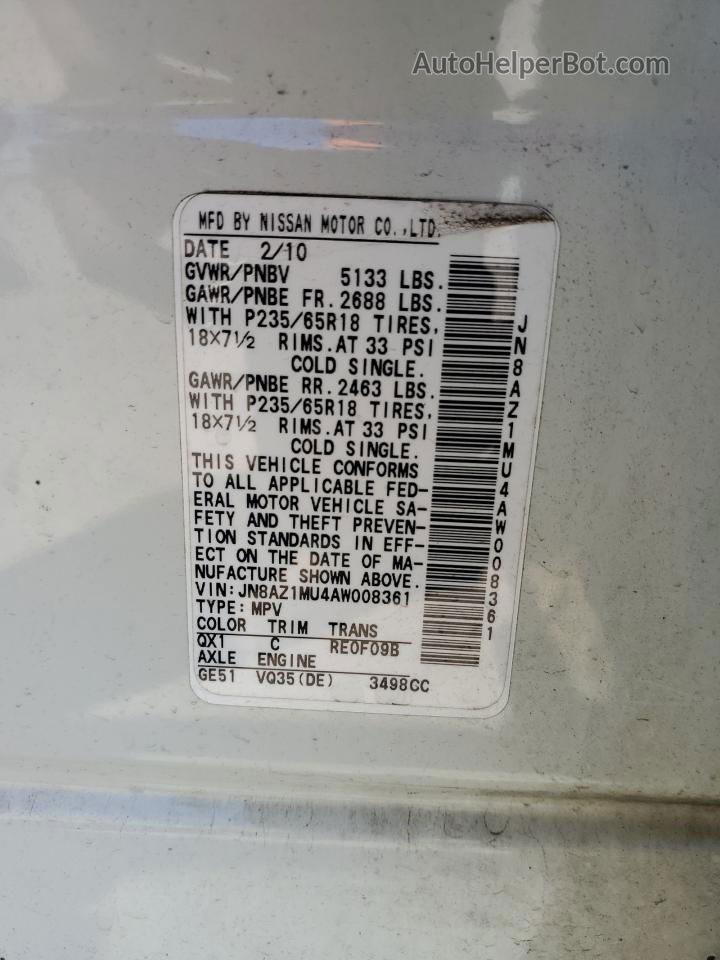 AutoHelperBot.com
MFD BY NISSAN MOTOR CO.,LTD.
DATE 2/10
GVWR/PNBV 5133 LBS.
GAWR/PNBE FR. 2688 LBS.
WITH P235/65R18 TIRES,
18×7½ RIMS. AT 33 PSI
COLD SINGLE.
GAWR/PNBE RR. 2463 LBS.
WITH P235/65R18 TIRES,
18×7½ RIMS. AT 33 PSI
COLD SINGLE.
THIS VEHICLE CONFORMS
TO ALL APPLICABLE FED-
ERAL MOTOR VEHICLE SA-
FETY AND THEFT PREVEN-
TION STANDARDS IN EFF-
ECT ON THE DATE OF MA-
NUFACTURE SHOWN ABOVE.
VIN:JN8AZ1MU4AW008361
TYPE:MPV
COLOR TRIM TRANS
QX1 C RE0F09B
AXLE ENGINE
GE51 VQ35(DE) 3498CC
JN8AZ1MU4AW008361